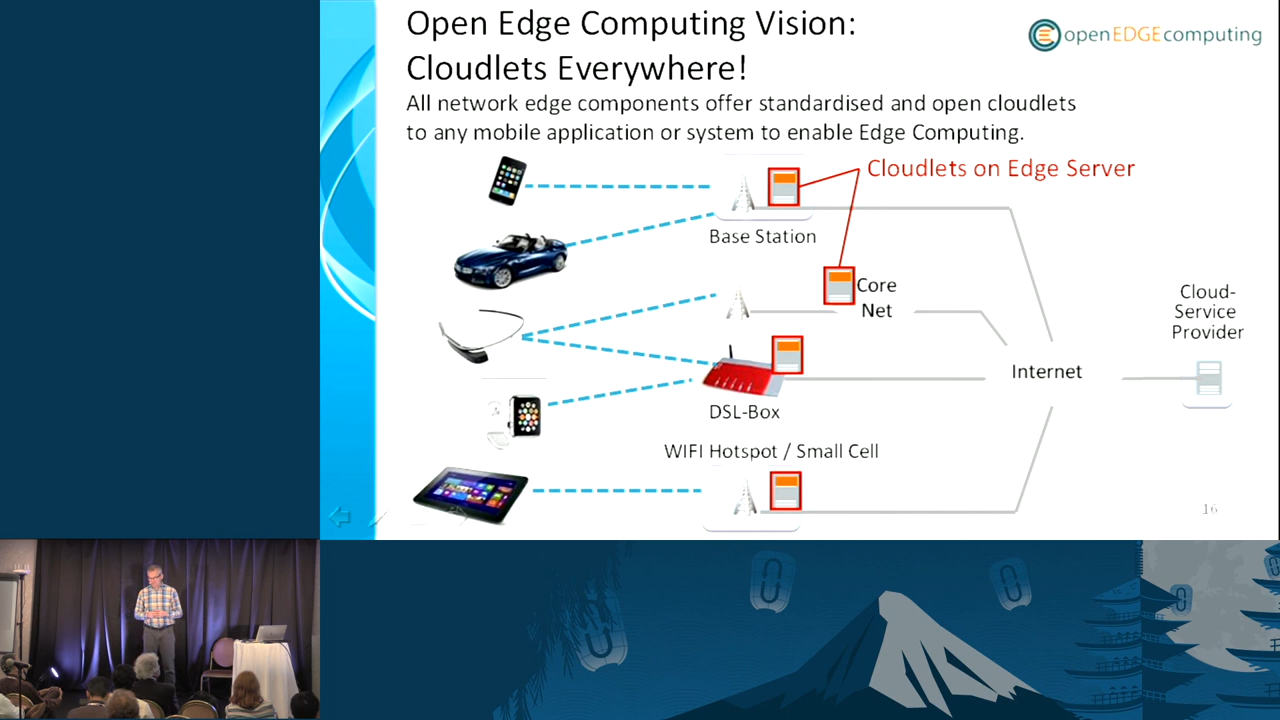 Open Edge Computing Vision:
Cloudlets Everywhere!
openEDGEcomputing
All network edge components offer standardised and open cloudlets
to any mobile application or system to enable Edge Computing.
Cloudlets on Edge Server
Base Station
Core
Net
Cloud-
Service
Provider
Internet
DSL-Box
WIFI Hotspot / Small Cell
16